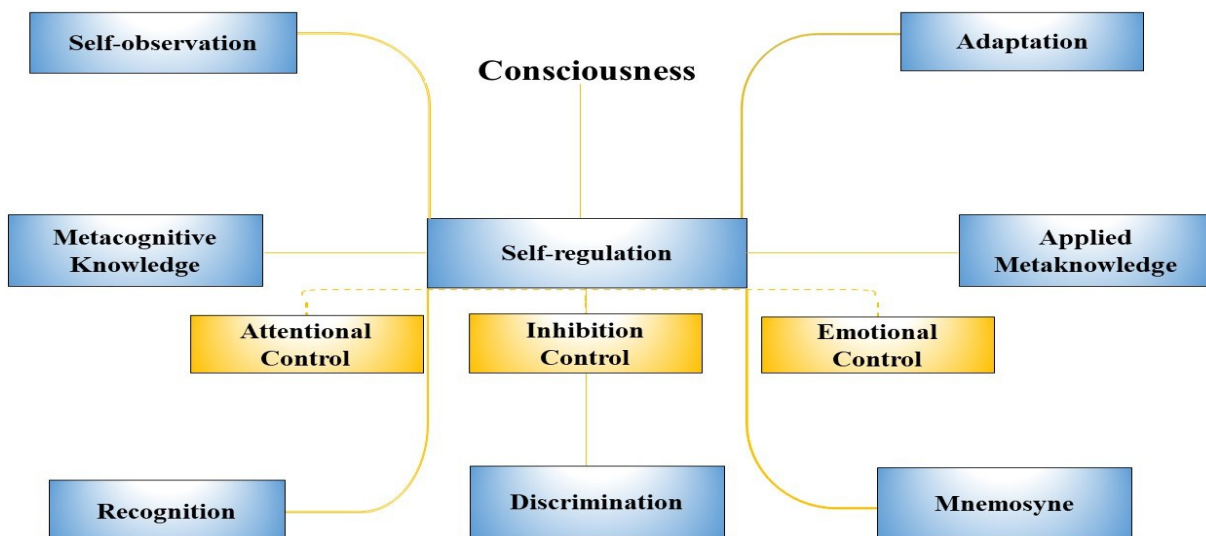 Self-observation
Adaptation
Consciousness
Metacognitive
Knowledge
Self-regulation
Applied
Metaknowledge
Attentional
Control
Inhibition
Control
Emotional
Control
Recognition
Discrimination
Mnemosyne